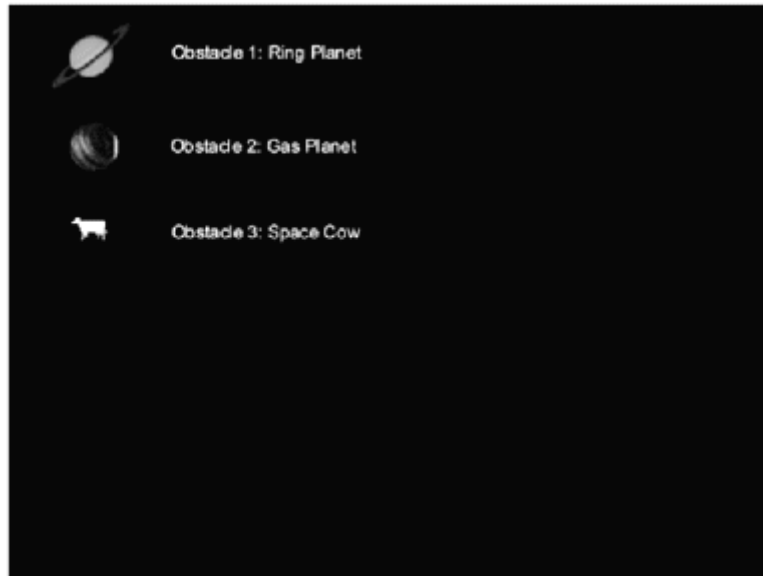 Obstacle 1: Ring Planet
Obstacle 2: Gas Planet
Obstacle 3: Space Cow